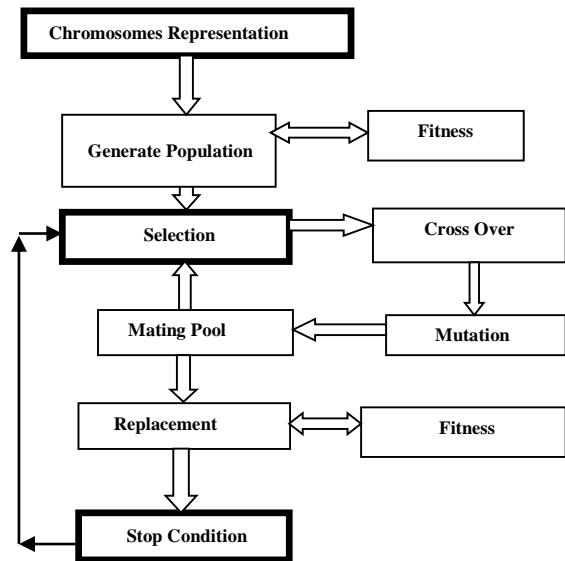 Chromosomes Representation
Generate Population
Fitness
Selection
Cross Over
Mating Pool
Mutation
Replacement
Fitness
Stop Condition